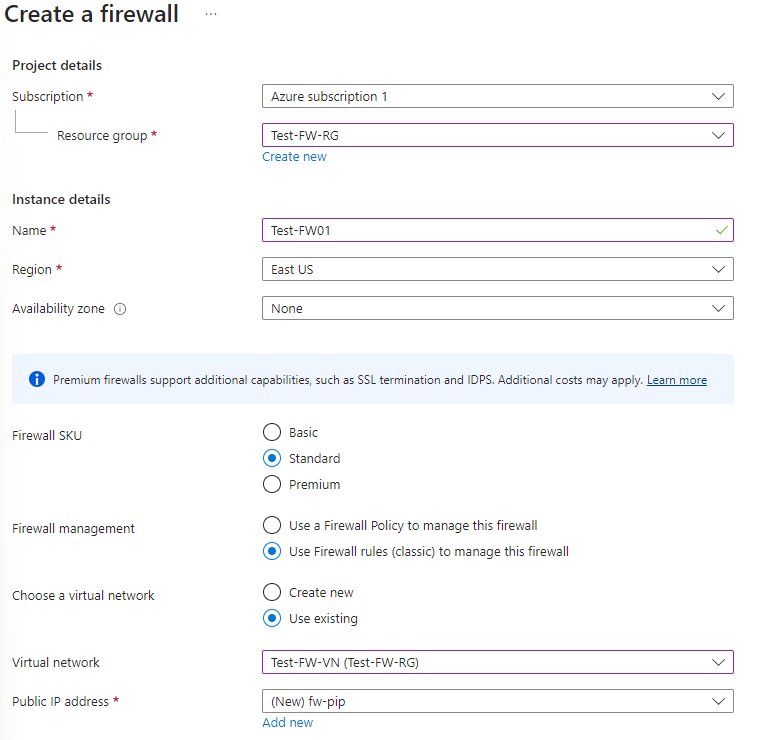 Create a firewall ...
Project details
Subscription * Azure subscription 1
Resource group * Test-FW-RG
Create new
Instance details
Name * Test-FW01
Region * East US
Availability zone None
Premium firewalls support additional capabilities, such as SSL termination and IDPS. Additional costs may apply. Learn more
Firewall SKU Basic
Standard
Premium
Firewall management Use a Firewall Policy to manage this firewall
Use Firewall rules (classic) to manage this firewall
Choose a virtual network Create new
Use existing
Virtual network Test-FW-VN (Test-FW-RG)
Public IP address * (New) fw-pip
Add new